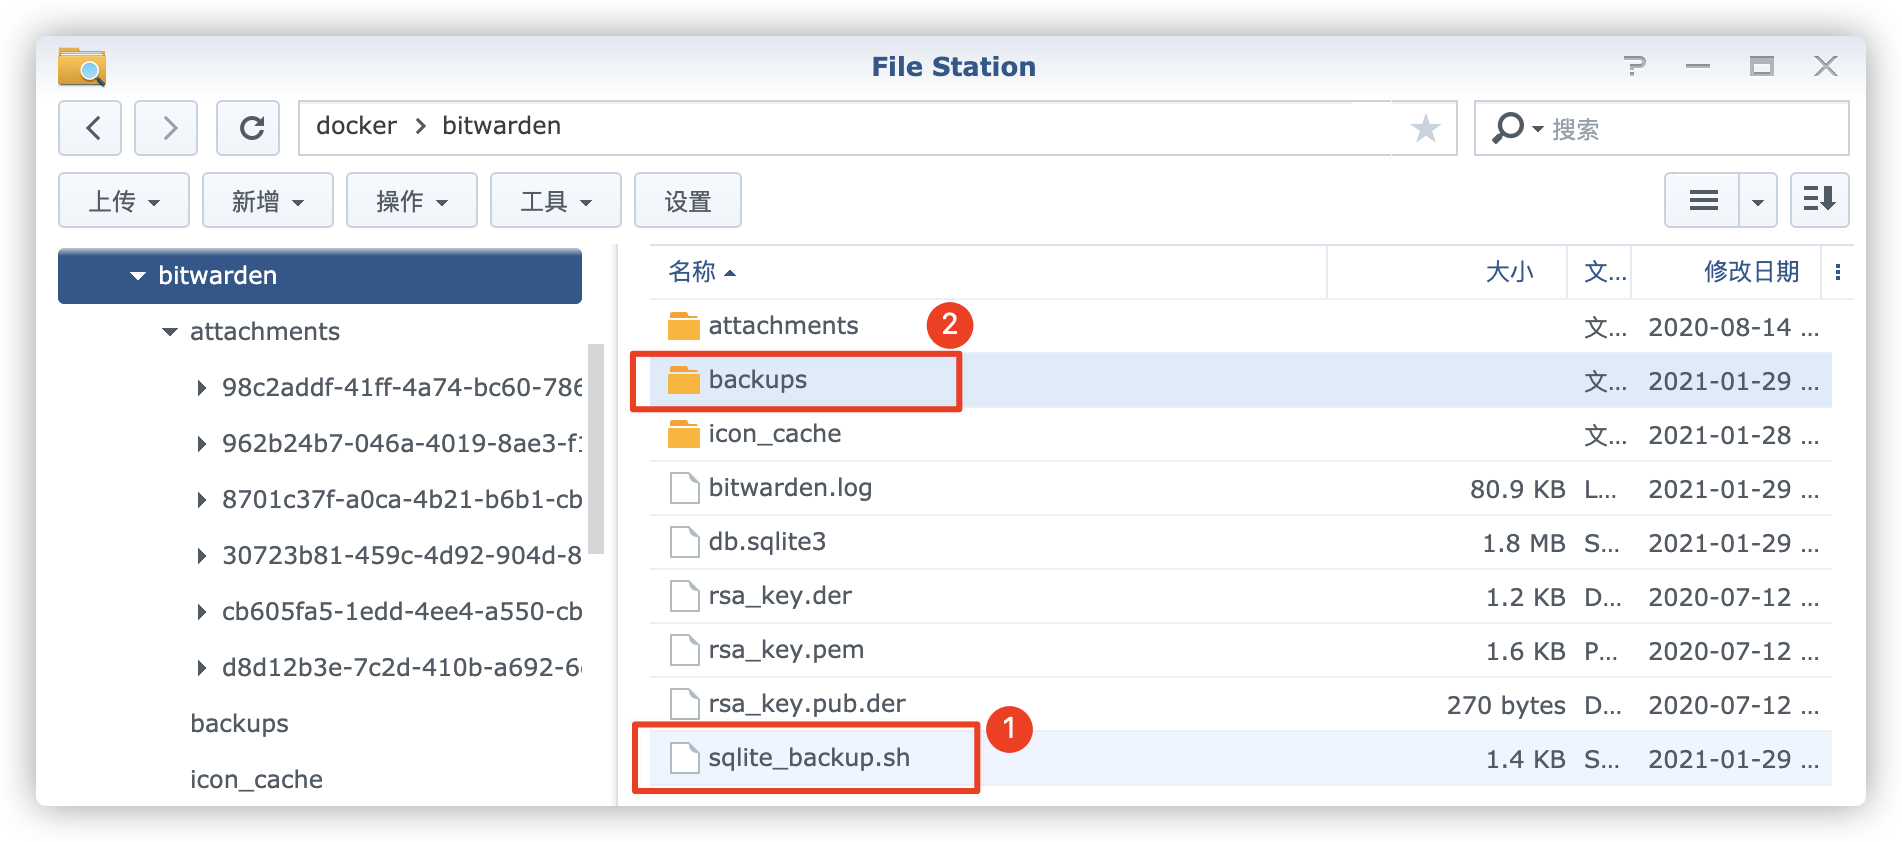 File Station
docker > bitwarden
搜索
上传 新增 操作 工具 设置
bitwarden
attachments
98c2addf-41ff-4a74-bc60-786
962b24b7-046a-4019-8ae3-f1
8701c37f-a0ca-4b21-b6b1-cb
30723b81-459c-4d92-904d-8
cb605fa5-1edd-4ee4-a550-cb
d8d12b3e-7c2d-410b-a692-6
backups
icon_cache
名称 大小 文... 修改日期
attachments 文... 2020-08-14 ...
2
backups 文... 2021-01-29 ...
icon_cache 文... 2021-01-28 ...
bitwarden.log 80.9 KB L... 2021-01-29 ...
db.sqlite3 1.8 MB S... 2021-01-29 ...
rsa_key.der 1.2 KB D... 2020-07-12 ...
rsa_key.pem 1.6 KB P... 2020-07-12 ...
rsa_key.pub.der 270 bytes D... 2020-07-12 ...
1
sqlite_backup.sh 1.4 KB S... 2021-01-29 ...